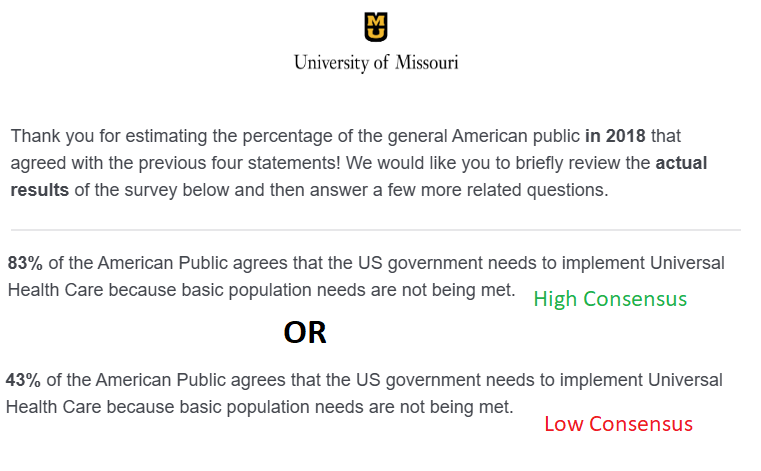 MU
University of Missouri
Thank you for estimating the percentage of the general American public in 2018 that
agreed with the previous four statements! We would like you to briefly review the actual
results of the survey below and then answer a few more related questions.
83% of the American Public agrees that the US government needs to implement Universal
Health Care because basic population needs are not being met.
High Consensus
OR
43% of the American Public agrees that the US government needs to implement Universal
Health Care because basic population needs are not being met.
Low Consensus